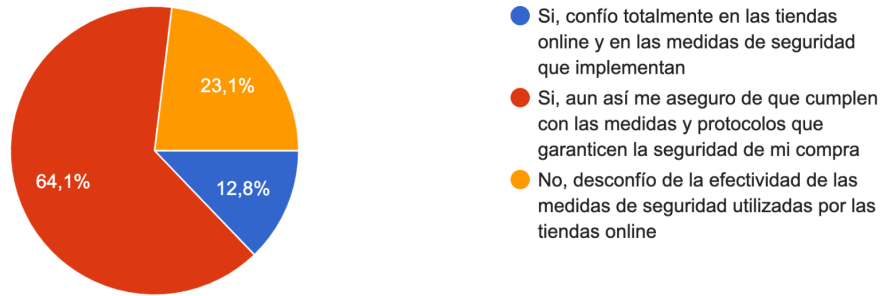 23,1%
64,1%
12,8%
Si, confío totalmente en las tiendas
online y en las medidas de seguridad
que implementan
Si, aun así me aseguro de que cumplen
con las medidas y protocolos que
garanticen la seguridad de mi compra
No, desconfío de la efectividad de las
medidas de seguridad utilizadas por las
tiendas online